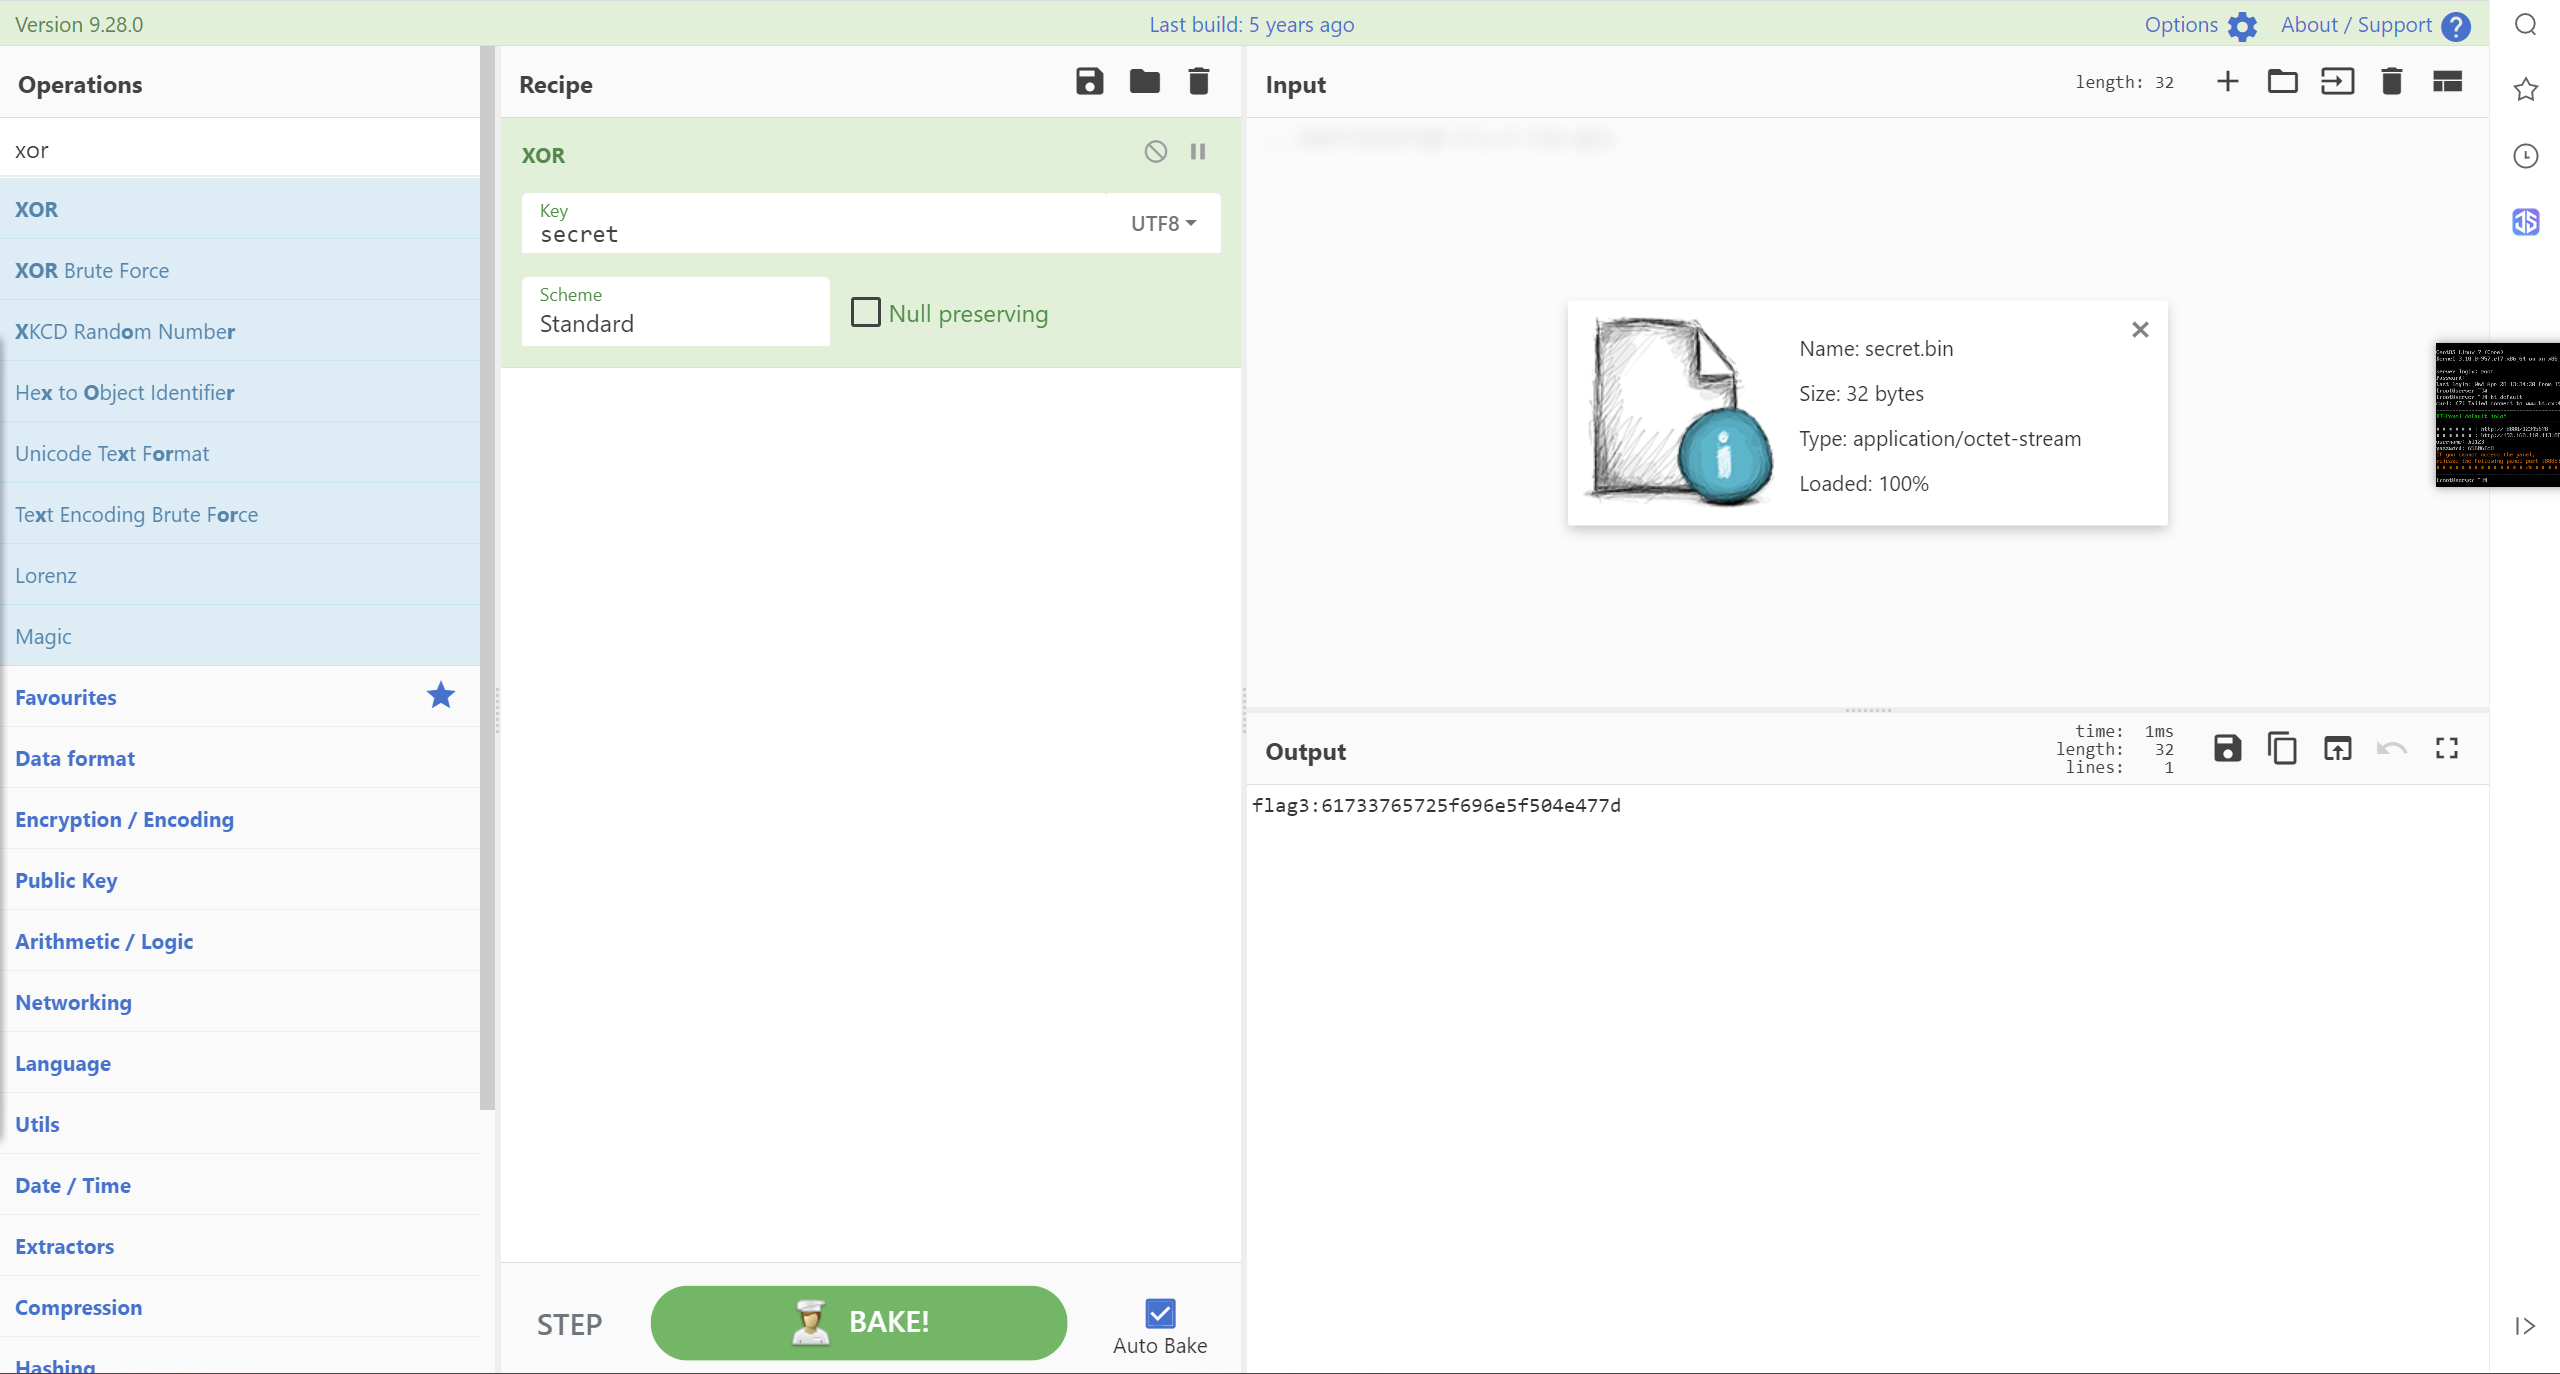 Version 9.28.0
Last build: 5 years ago
Options
About / Support
Operations
xor
XOR
XOR Brute Force
XKCD Random Number
Hex to Object Identifier
Unicode Text Format
Text Encoding Brute Force
Lorenz
Magic
Favourites
Data format
Encryption / Encoding
Public Key
Arithmetic / Logic
Networking
Language
Utils
Date / Time
Extractors
Compression
Hashing
Recipe
XOR
Key
secret
UTF8
Scheme
Standard
Null preserving
STEP
BAKE!
Auto Bake
Input
length: 32
Name: secret.bin
Size: 32 bytes
Type: application/octet-stream
Loaded: 100%
Output
time: 1ms
length: 32
lines: 1
flag3:61733765725f696e5f504e477d